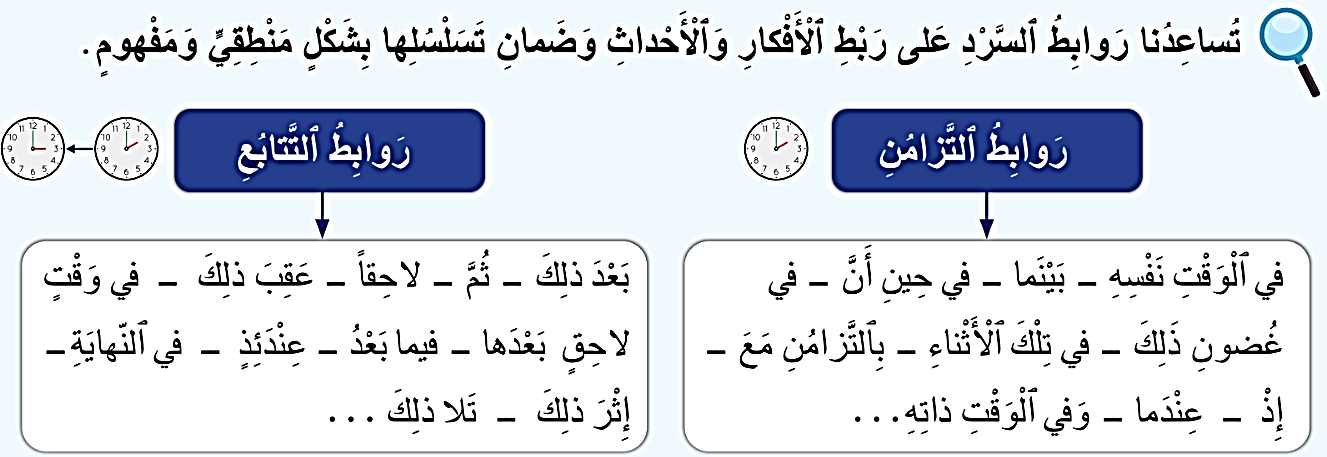 تُساعِدُنا رَوابِطُ ٱلسَّرْدِ عَلى رَبْطِ ٱلْأَفْكارِ وَٱلْأَحْداثِ وَضَمانِ تَسَلْسُلِها بِشَكْلٍ مَنْطِقِيٍّ وَمَفْهومٍ.
رَوابِطُ ٱلتَّزامُنِ
في ٱلْوَقْتِ نَفْسِهِ – بَيْنَما – في حِينِ أَنَّ – في
غُضونِ ذَلِكَ – في تِلْكَ ٱلْأَثْناءِ – بِٱلتَّزامُنِ مَعَ –
إِذْ – عِنْدَما – وَفي ٱلْوَقْتِ ذاتِهِ...
رَوابِطُ ٱلتَّتابُعِ
بَعْدَ ذلِكَ – ثُمَّ – لاحِقاً – عَقِبَ ذلِكَ – في وَقْتٍ
لاحِقٍ بَعْدَها – فيما بَعْدُ – عِنْدَئِذٍ – في ٱلنّهايَةِ –
إِثْرَ ذلِكَ – تَلا ذلِكَ ...